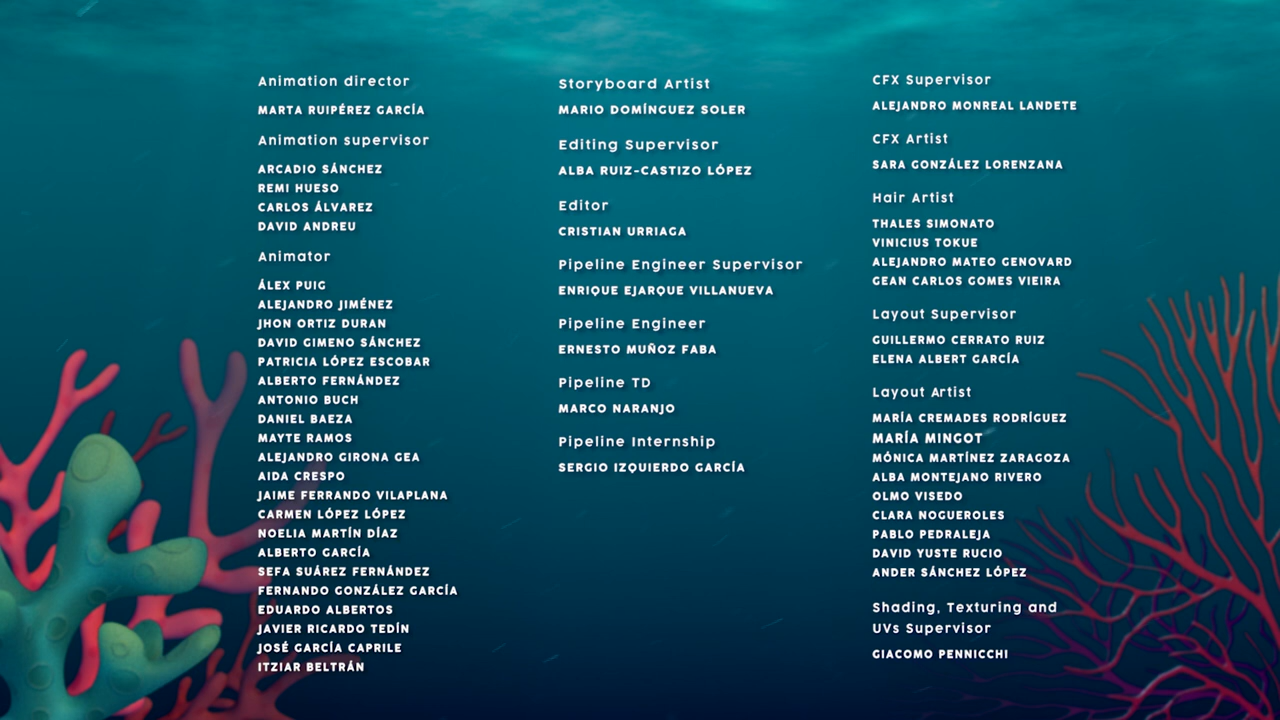 Animation director
MARTA RUIPÉREZ GARCÍA
Animation supervisor
ARCADIO SÁNCHEZ
REMI HUESO
CARLOS ÁLVAREZ
DAVID ANDREU
Animator
ÁLEX PUIG
ALEJANDRO JIMÉNEZ
JHON ORTIZ DURAN
DAVID GIMENO SÁNCHEZ
PATRICIA LÓPEZ ESCOBAR
ALBERTO FERNÁNDEZ
ANTONIO BUCH
DANIEL BAEZA
MAYTE RAMOS
ALEJANDRO GIRONA GEA
AIDA CRESPO
JAIME FERRANDO VILAPLANA
CARMEN LÓPEZ LÓPEZ
NOELIA MARTÍN DÍAZ
ALBERTO GARCÍA
SEFA SUÁREZ FERNÁNDEZ
FERNANDO GONZÁLEZ GARCÍA
EDUARDO ALBERTOS
JAVIER RICARDO TEDÍN
JOSÉ GARCÍA CAPRILE
ITZIAR BELTRÁN
Storyboard Artist
MARIO DOMÍNGUEZ SOLER
Editing Supervisor
ALBA RUIZ-CASTIZO LÓPEZ
Editor
CRISTIAN URRIAGA
Pipeline Engineer Supervisor
ENRIQUE EJARQUE VILLANUEVA
Pipeline Engineer
ERNESTO MUÑOZ FABA
Pipeline TD
MARCO NARANJO
Pipeline Internship
SERGIO IZQUIERDO GARCÍA
CFX Supervisor
ALEJANDRO MONREAL LANDETE
CFX Artist
SARA GONZÁLEZ LORENZANA
Hair Artist
THALES SIMONATO
VINICIUS TOKUE
ALEJANDRO MATEO GENOVARD
GEAN CARLOS GOMES VIEIRA
Layout Supervisor
GUILLERMO CERRATO RUIZ
ELENA ALBERT GARCÍA
Layout Artist
MARÍA CREMADES RODRÍGUEZ
MARÍA MINGOT
MÓNICA MARTÍNEZ ZARAGOZA
ALBA MONTEJANO RIVERO
OLMO VISEDO
CLARA NOGUEROLES
PABLO PEDRALEJA
DAVID YUSTE RUCIO
ANDER SÁNCHEZ LÓPEZ
Shading, Texturing and
UVs Supervisor
GIACOMO PENNICCHI